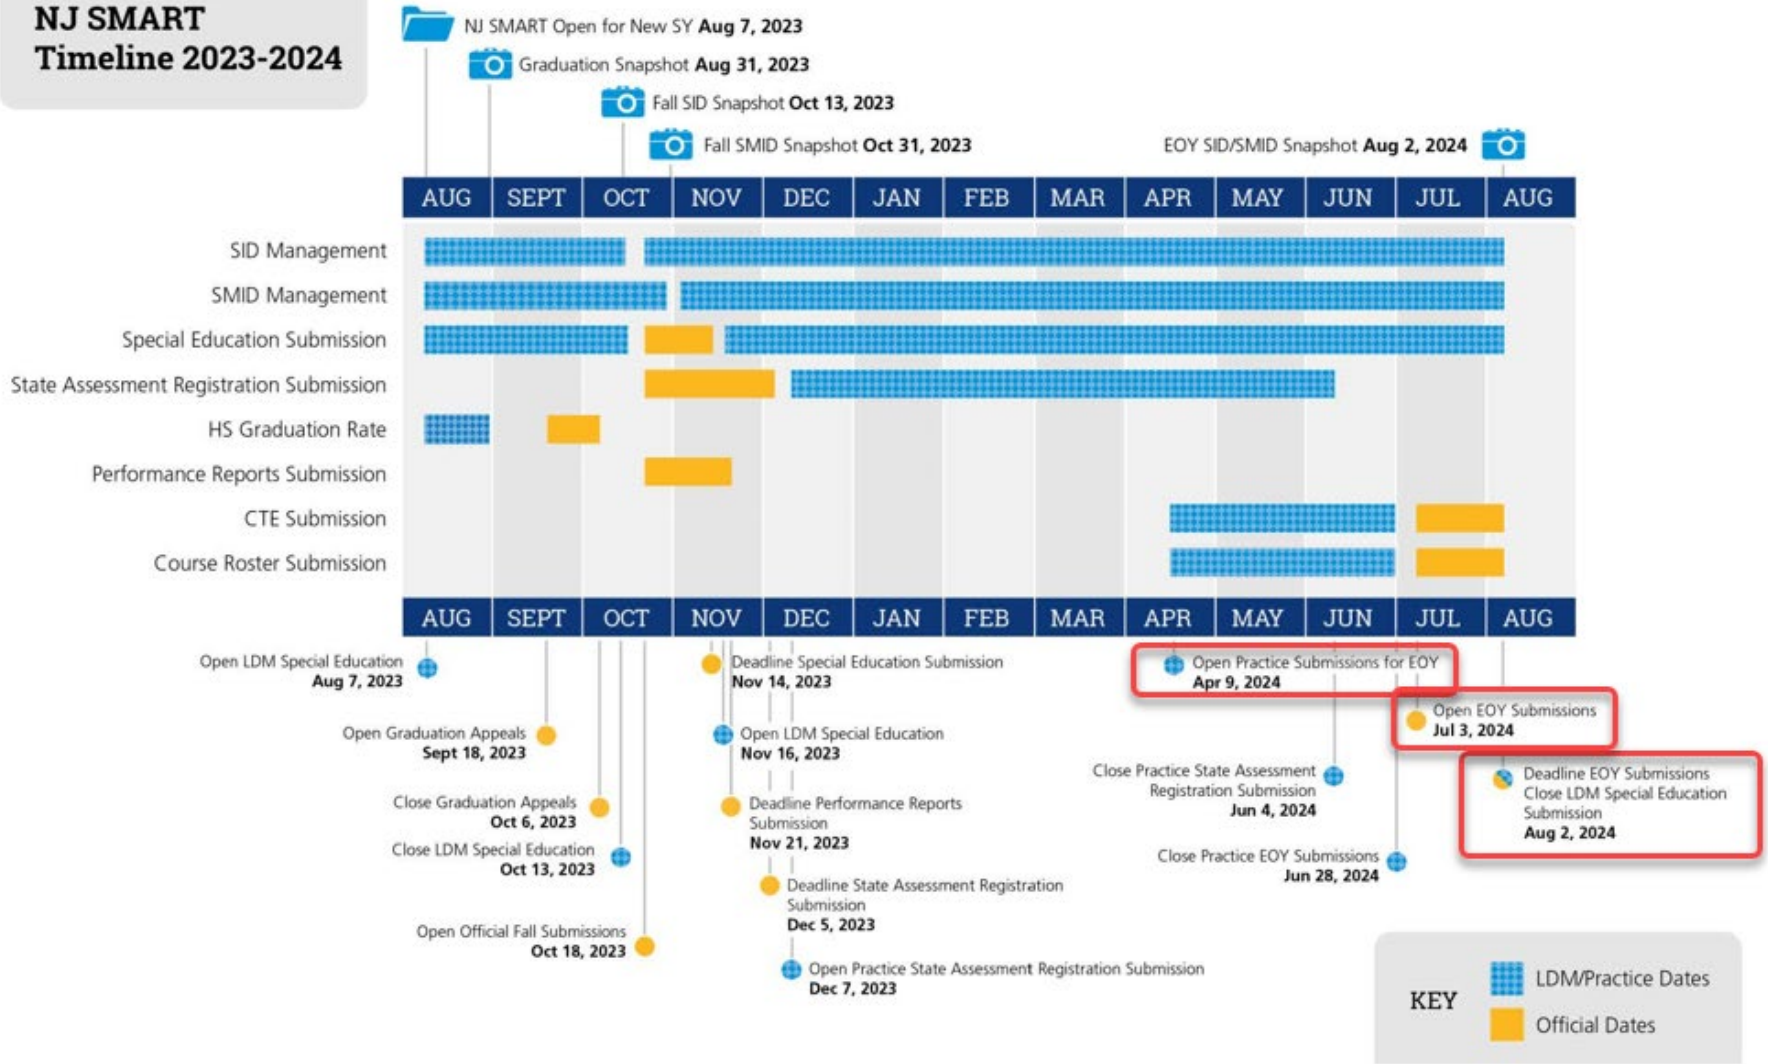 NJ SMART
Timeline 2023-2024
NJ SMART Open for New SY Aug 7, 2023
Graduation Snapshot Aug 31, 2023
Fall SID Snapshot Oct 13, 2023
Fall SMID Snapshot Oct 31, 2023
EOY SID/SMID Snapshot Aug 2, 2024
AUG SEPT OCT NOV DEC JAN FEB MAR APR MAY JUN JUL AUG
SID Management
SMID Management
Special Education Submission
State Assessment Registration Submission
HS Graduation Rate
Performance Reports Submission
CTE Submission
Course Roster Submission
AUG SEPT OCT NOV DEC JAN FEB MAR APR MAY JUN JUL AUG
Open LDM Special Education
Aug 7, 2023
Open Graduation Appeals
Sept 18, 2023
Close Graduation Appeals
Oct 6, 2023
Close LDM Special Education
Oct 13, 2023
Open Official Fall Submissions
Oct 18, 2023
Deadline Special Education Submission
Nov 14, 2023
Open LDM Special Education
Nov 16, 2023
Deadline Performance Reports
Submission
Nov 21, 2023
Deadline State Assessment Registration
Submission
Dec 5, 2023
Open Practice State Assessment Registration Submission
Dec 7, 2023
Open Practice Submissions for EOY
Apr 9, 2024
Close Practice State Assessment
Registration Submission
Jun 4, 2024
Close Practice EOY Submissions
Jun 28, 2024
Open EOY Submissions
Jul 3, 2024
Deadline EOY Submissions
Close LDM Special Education
Submission
Aug 2, 2024
KEY
LDM/Practice Dates
Official Dates